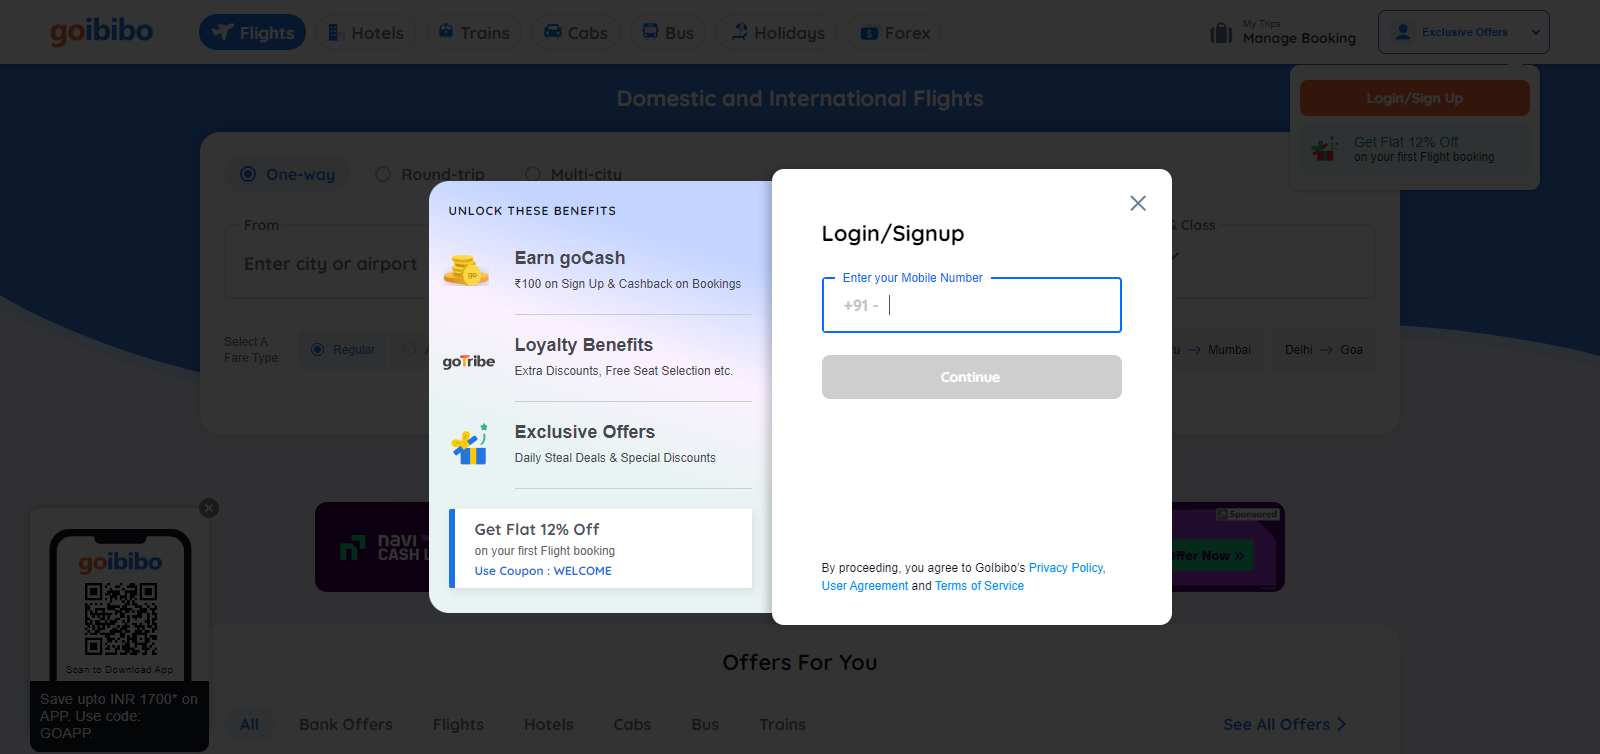 goibibo
Flights
Hotels
Trains
Cabs
Bus
Holidays
Forex
My Trips
Manage Booking
Exclusive Offers
Login/Sign Up
Get Flat 12% Off
on your first Flight booking
Domestic and International Flights
One-way
Round-trip
Multi-city
From
Enter city or airport
& Class
Select A
Fare Type:
Regular
Mumbai
Delhi → Goa
UNLOCK THESE BENEFITS
Earn goCash
₹100 on Sign Up & Cashback on Bookings
goTribe
Loyalty Benefits
Extra Discounts, Free Seat Selection etc.
Exclusive Offers
Daily Steal Deals & Special Discounts
Get Flat 12% Off
on your first Flight booking
Use Coupon : WELCOME
Login/Signup
Enter your Mobile Number
+91 -
Continue
By proceeding, you agree to GoIbibo's Privacy Policy,
User Agreement and Terms of Service
navi
CASH
Sponsored
Offer Now »
goibibo
Scan to Download App
Save upto INR 1700* on
APP. Use code:
GOAPP.
Offers For You
All
Bank Offers
Flights
Hotels
Cabs
Bus
Trains
See All Offers